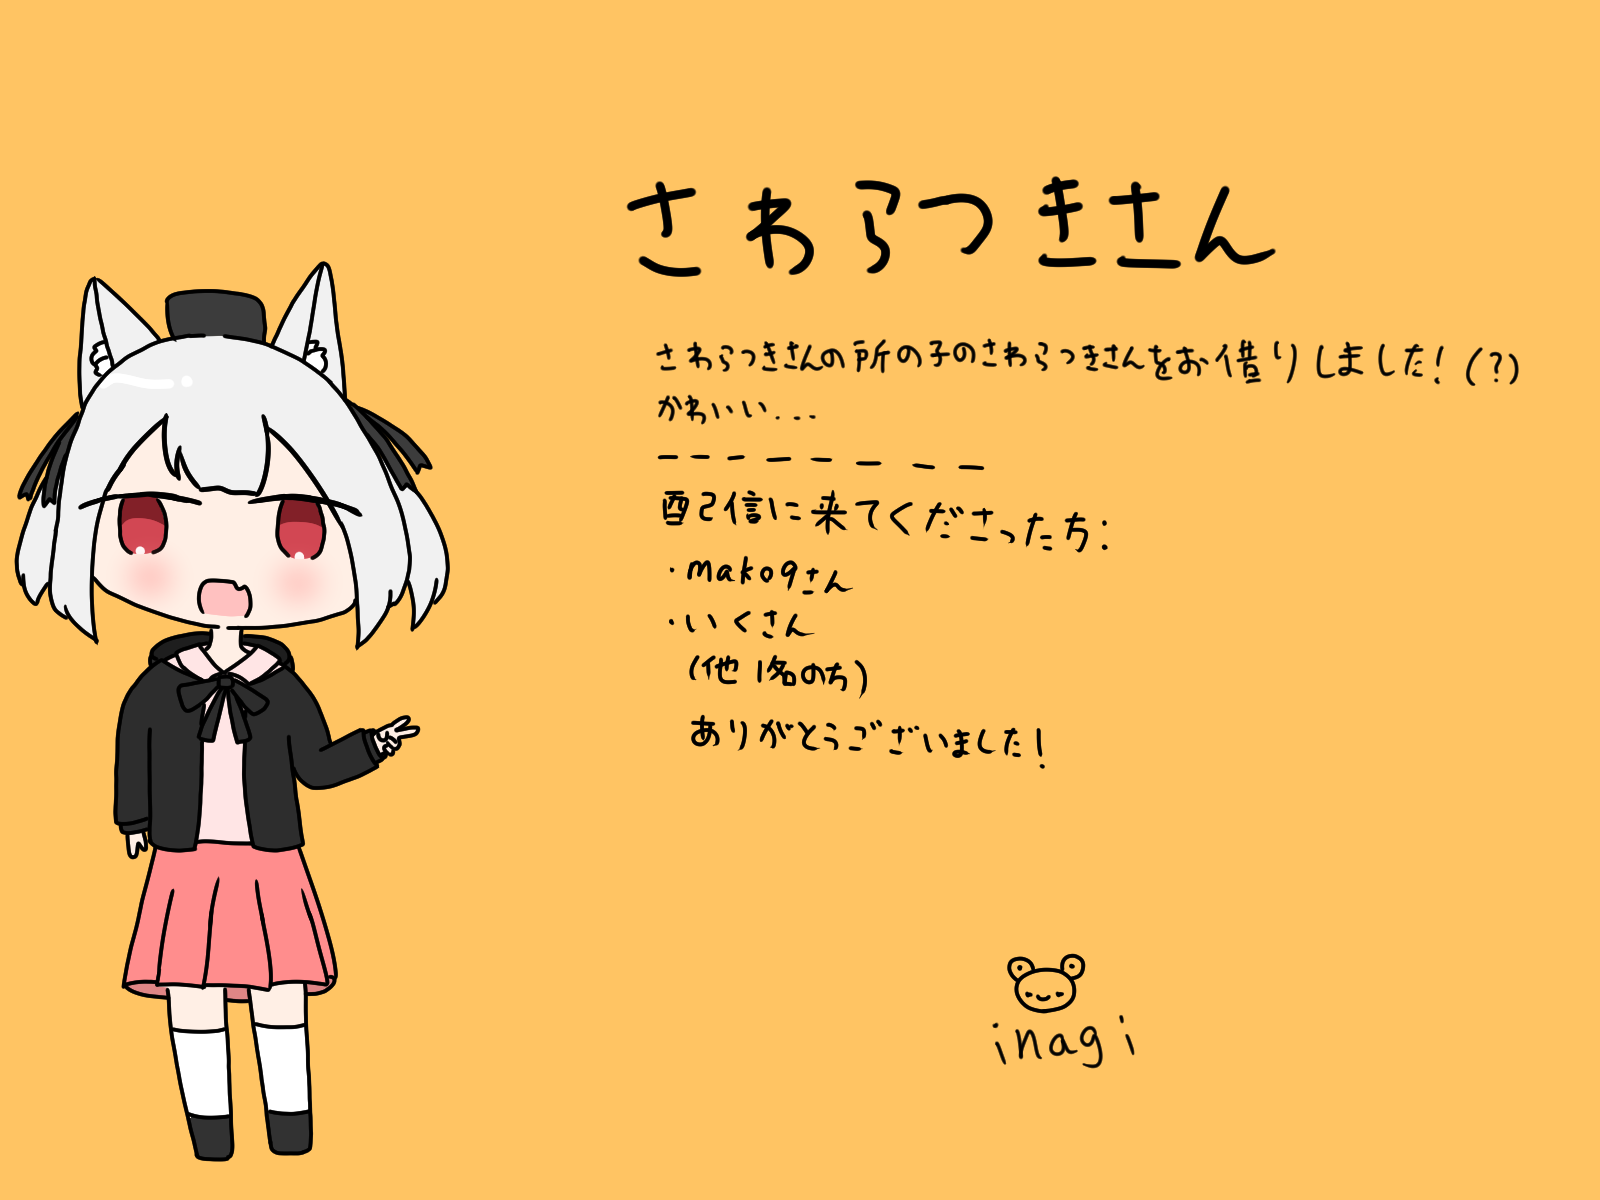 さわらつきさん
さわらつきさんの所の子のさわらつきさんをお借りしました!(?)
かわいい...
--------
配信に来てくださった方:
・mako9さん
・いくさん
(他1名のち)
ありがとうございました!
inagi